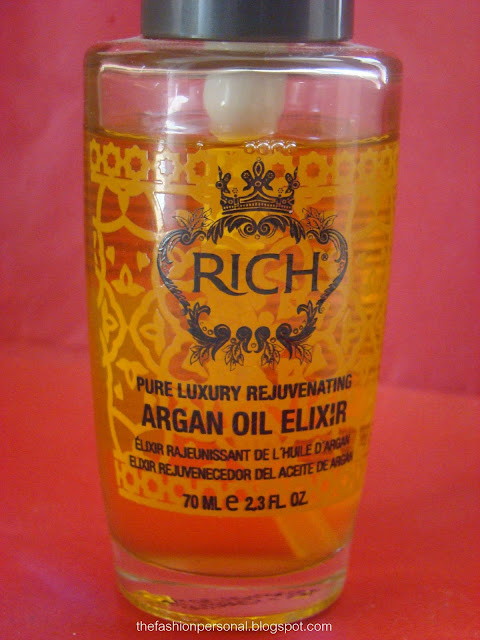 RICH®
PURE LUXURY REJUVENATING
ARGAN OIL ELIXIR
ÉLIXIR RAJEUNISSANT DE L'HUILE D'ARGAN
ELIXIR REJUVENECEDOR DEL ACEITE DE ARGAN
70 ML e 2.3 FL. OZ.
thefashionpersonal.blogspot.com